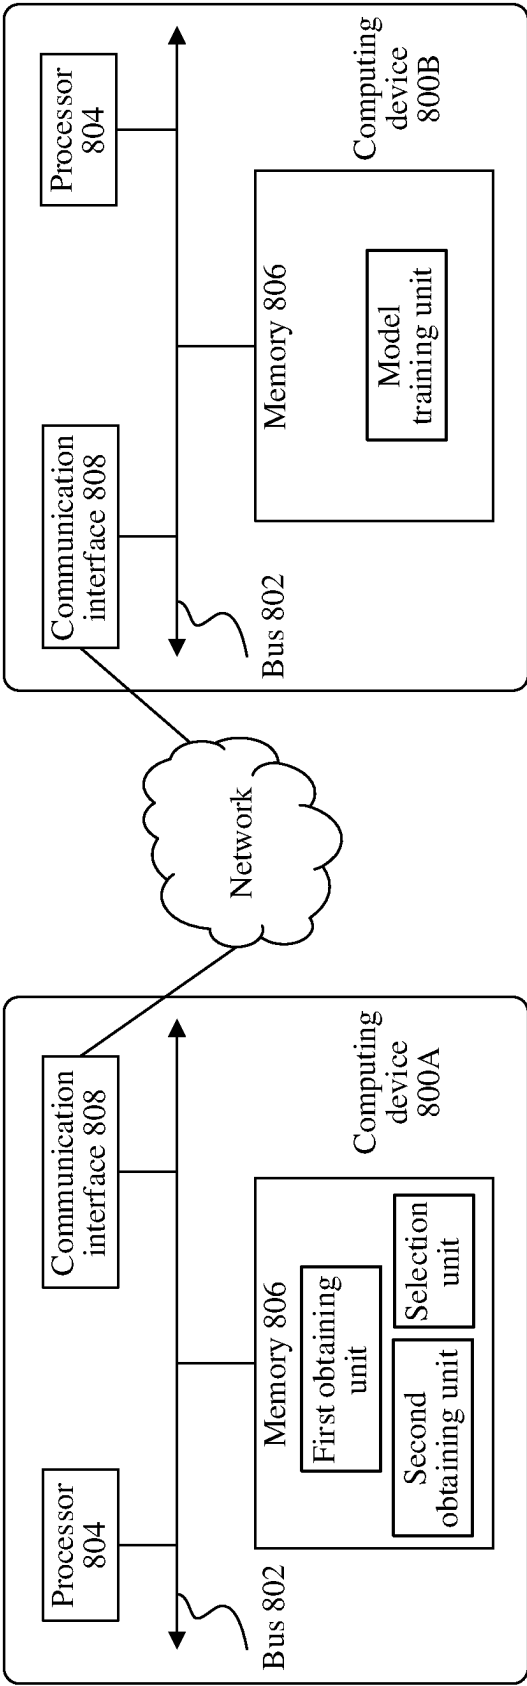 Processor
804
Communication
interface 808
Bus 802
Memory 806
First obtaining
unit
Second
obtaining unit
Selection
unit
Computing
device
800A
Network
Communication
interface 808
Processor
804
Bus 802
Memory 806
Model
training unit
Computing
device
800B